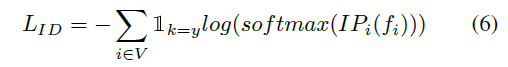 L_{ID} = -\sum_{i \in V} \mathbb{1}_{k=y} log(softmax(IP_i(f_i))) (6)